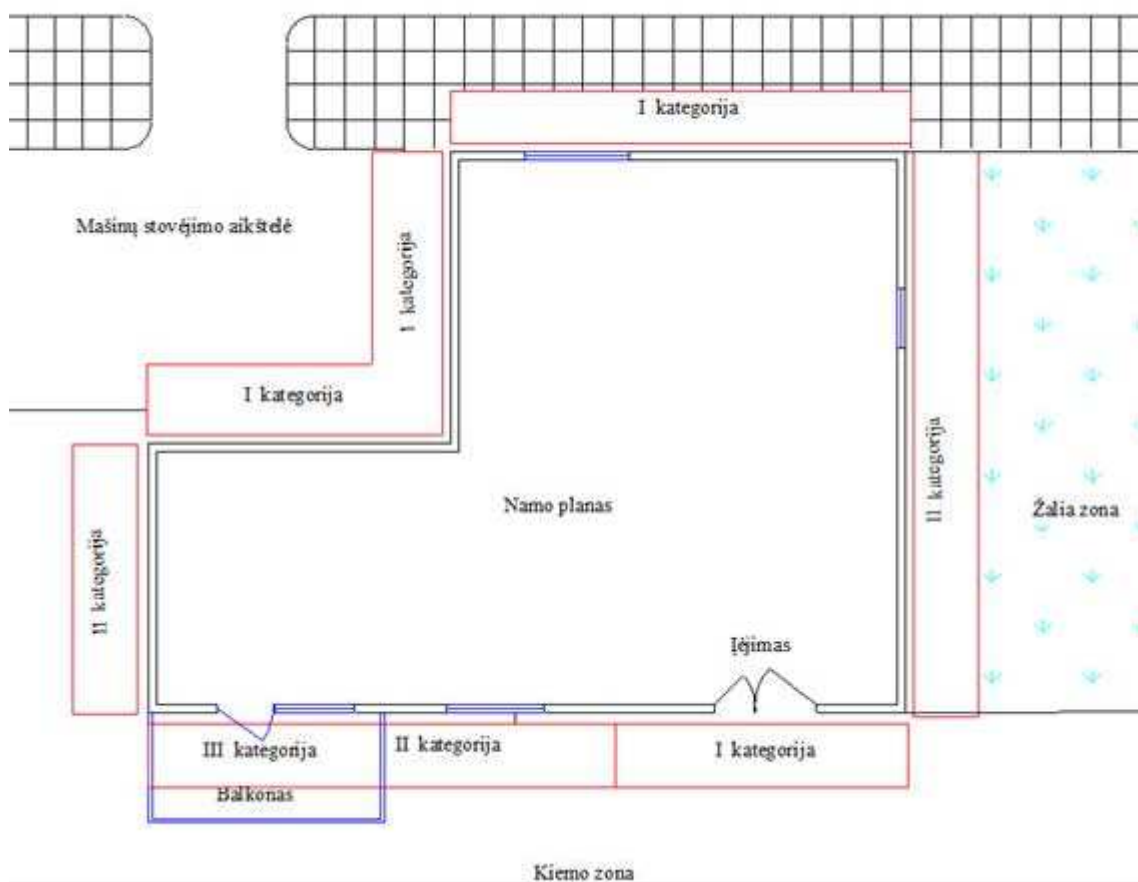 I kategorija
Mašinų stovėjimo aikštelė
I kategorija
I kategorija
II kategorija
Namo planas
II kategorija
Žalia zona
Įėjimas
III kategorija
II kategorija
I kategorija
Balkonas
Kiemo zona